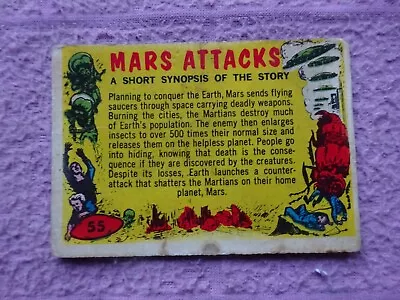 MARS ATTACKS
A SHORT SYNOPSIS OF THE STORY
Planning to conquer the Earth, Mars sends flying
saucers through space carrying deadly weapons.
Burning the cities, the Martians destroy much
of Earth's population. The enemy then enlarges
insects to over 500 times their normal size and
releases them on the helpless planet. People go
into hiding, knowing that death is the conse-
quence if they are discovered by the creatures.
Despite its losses, Earth launches a counter-
attack that shatters the Martians on their home
planet, Mars.
55